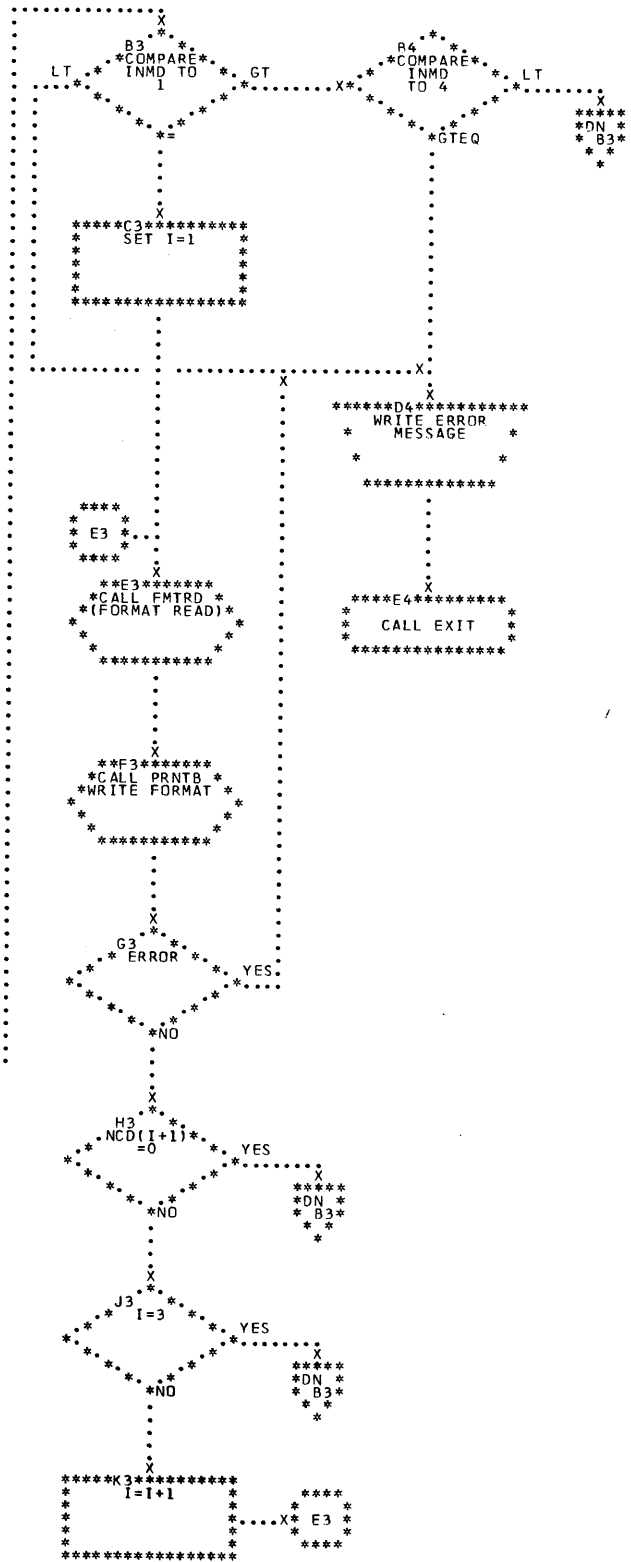 B3
COMPARE
INMD TO
1
LT
GT
=
B4
COMPARE
INMD
TO 4
LT
GTEQ
DN
B3
C3
SET I=1
D4
WRITE ERROR
MESSAGE
E3
E3
CALL FMTRD
(FORMAT READ)
E4
CALL EXIT
F3
CALL PRNTB
WRITE FORMAT
G3
ERROR
YES
NO
H3
NCD(I+1)
=0
YES
NO
DN
B3
J3
I=3
YES
NO
DN
B3
K3
I=I+1
E3